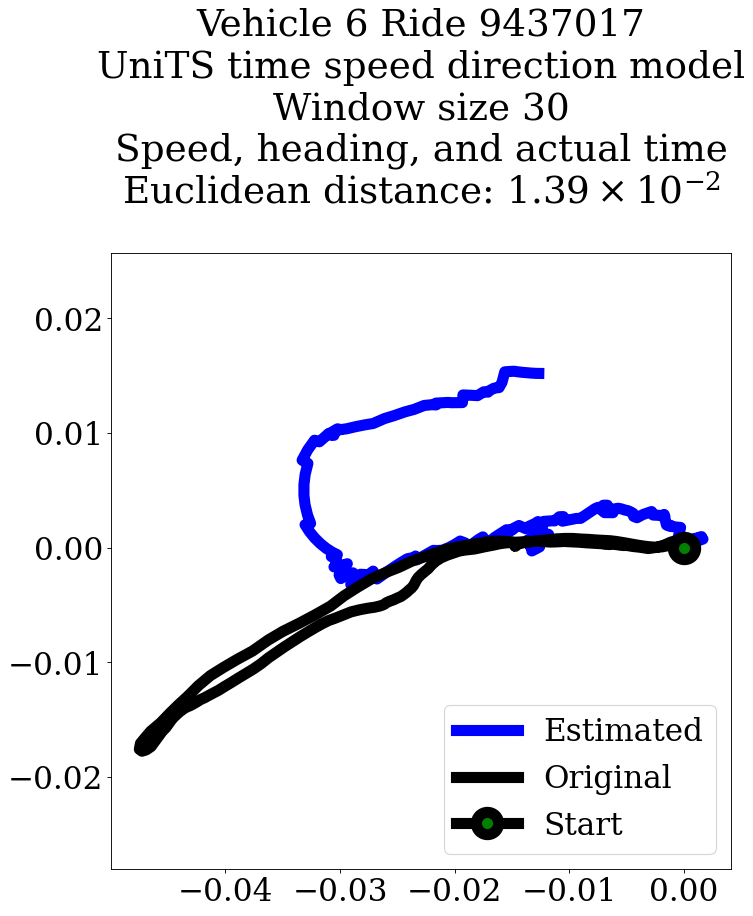 Vehicle 6 Ride 9437017
UniTS time speed direction model
Window size 30
Speed, heading, and actual time
Euclidean distance: 1.39 × 10⁻²
0.02
0.01
0.00
−0.01
−0.02
Estimated
Original
Start
−0.04 −0.03 −0.02 −0.01 0.00